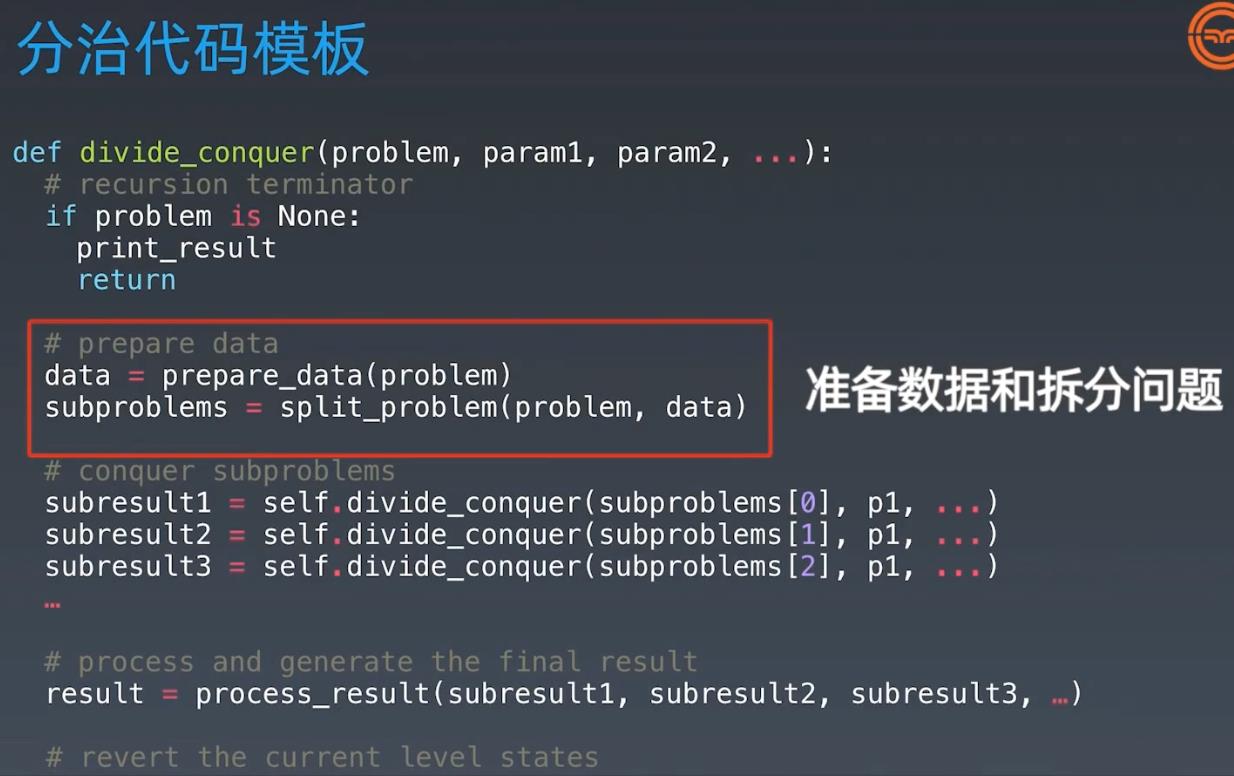 分治代码模板
def divide_conquer(problem, param1, param2, ...):
  # recursion terminator
  if problem is None:
    print_result
    return
  # prepare data
  data = prepare_data(problem)
  subproblems = split_problem(problem, data)
准备数据和拆分问题
  # conquer subproblems
  subresult1 = self.divide_conquer(subproblems[0], p1, ...)
  subresult2 = self.divide_conquer(subproblems[1], p1, ...)
  subresult3 = self.divide_conquer(subproblems[2], p1, ...)
  …
  # process and generate the final result
  result = process_result(subresult1, subresult2, subresult3, …)
  # revert the current level states